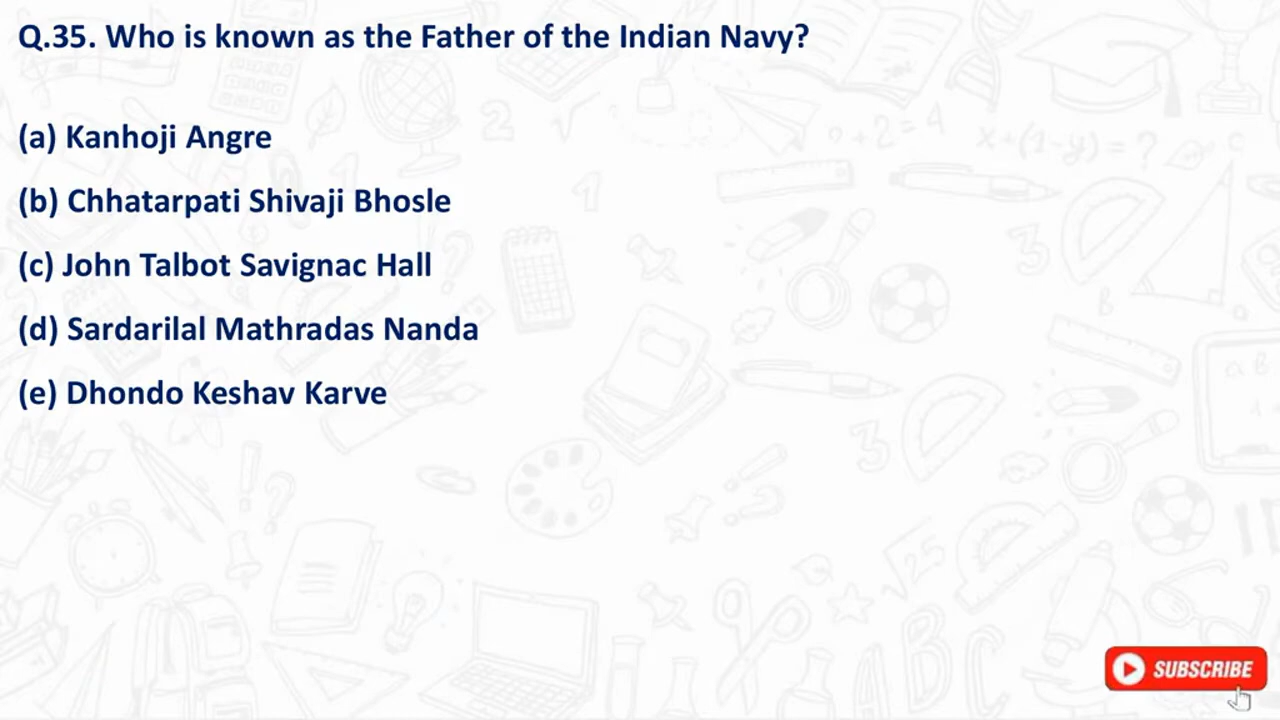 Q.35. Who is known as the Father of the Indian Navy?
(a) Kanhoji Angre
(b) Chhatarpati Shivaji Bhosle
(c) John Talbot Savignac Hall
(d) Sardarilal Mathradas Nanda
(e) Dhondo Keshav Karve
SUBSCRIBE